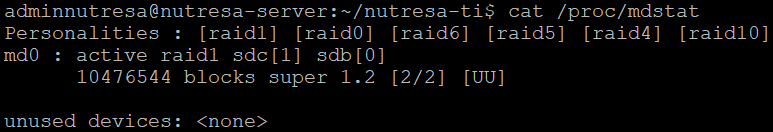 adminnutresa@nutresa-server:~/nutresa-ti$ cat /proc/mdstat
Personalities : [raid1] [raid0] [raid6] [raid5] [raid4] [raid10]
md0 : active raid1 sdc[1] sdb[0]
      10476544 blocks super 1.2 [2/2] [UU]

unused devices: <none>